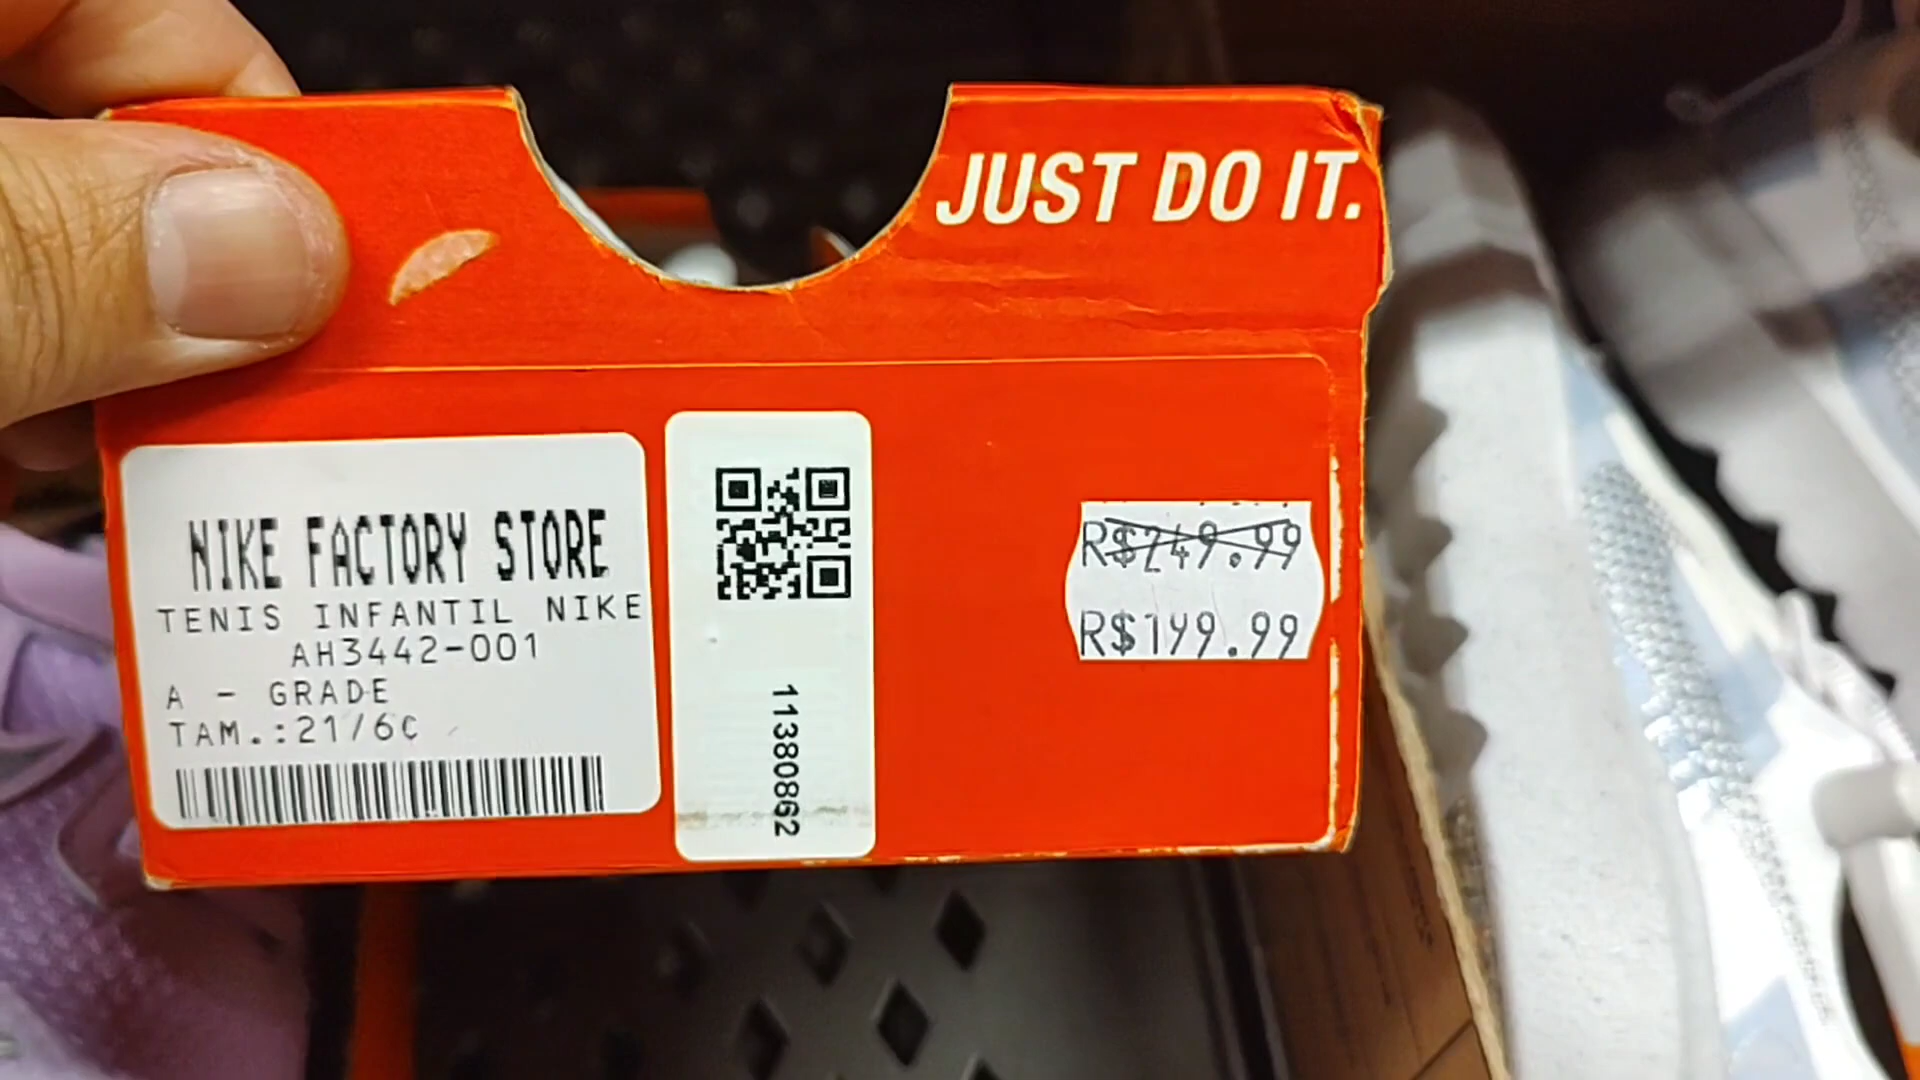 JUST DO IT.
NIKE FACTORY STORE
TENIS INFANTIL NIKE
AH3442-001
A - GRADE
TAM.:21/6C
11380862
R$249.99
R$199.99